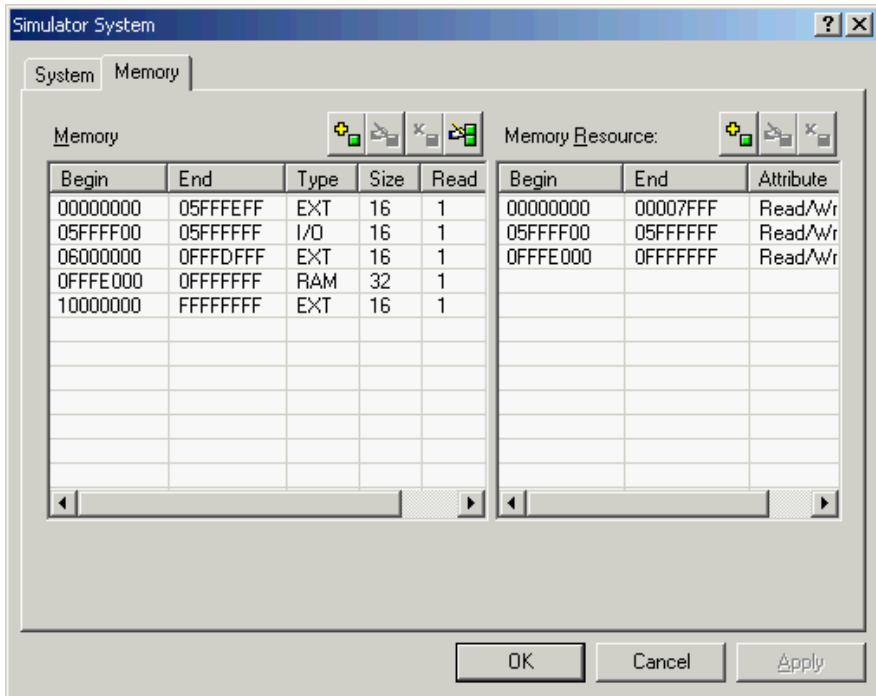 Simulator System
System Memory
Memory
Begin End Type Size Read
00000000 05FFFEFF EXT 16 1
05FFFF00 05FFFFFF I/O 16 1
06000000 0FFFDFFF EXT 16 1
0FFFE000 0FFFFFFF RAM 32 1
10000000 FFFFFFFF EXT 16 1
Memory Resource:
Begin End Attribute
00000000 00007FFF Read/Wr
05FFFF00 05FFFFFF Read/Wr
0FFFE000 0FFFFFFF Read/Wr
OK Cancel Apply